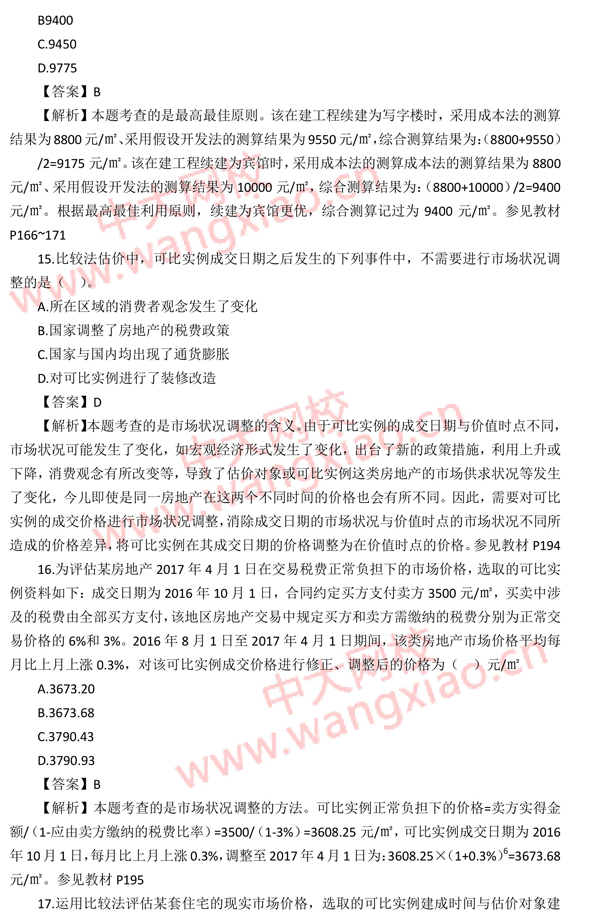 B9400
C.9450
D.9775
【答案】B
【解析】本题考查的是最高最佳原则。该在建工程续建为写字楼时，采用成本法的测算
结果为8800元/㎡、采用假设开发法的测算结果为9550元/㎡,综合测算结果为:（8800+9550）
/2=9175元/㎡。该在建工程续建为宾馆时，采用成本法的测算成本法的测算结果为 8800
元/㎡、采用假设开发法的测算结果为 10000 元/㎡，综合测算结果为:（8800+10000）/2=9400
元/㎡。根据最高最佳利用原则，续建为宾馆更优，综合测算记过为 9400 元/㎡。参见教材
P166~171
15.比较法估价中，可比实例成交日期之后发生的下列事件中，不需要进行市场状况调
整的是（ ）。
A.所在区域的消费者观念发生了变化
B.国家调整了房地产的税费政策
C.国家与国内均出现了通货膨胀
D.对可比实例进行了装修改造
【答案】D
【解析】本题考查的是市场状况调整的含义。由于可比实例的成交日期与价值时点不同，
市场状况可能发生了变化，如宏观经济形式发生了变化，出台了新的政策措施，利用上升或
下降，消费观念有所改变等，导致了估价对象或可比实例这类房地产的市场供求状况等发生
了变化，今儿即使是同一房地产在这两个不同时间的价格也会有所不同。因此，需要对可比
实例的成交价格进行市场状况调整，消除成交日期的市场状况与价值时点的市场状况不同所
造成的价格差异，将可比实例在其成交日期的价格调整为在价值时点的价格。参见教材 P194
16.为评估某房地产 2017 年 4 月 1 日在交易税费正常负担下的市场价格，选取的可比实
例资料如下：成交日期为 2016 年 10 月 1 日，合同约定买方支付卖方 3500 元/㎡，买卖中涉
及的税费由全部买方支付，该地区房地产交易中规定买方和卖方需缴纳的税费分别为正常交
易价格的 6%和 3%。2016 年 8 月 1 日至 2017 年 4 月 1 日期间，该类房地产市场价格平均每
月比上月上涨 0.3%，对该可比实例成交价格进行修正、调整后的价格为（ ）元/㎡
A.3673.20
B.3673.68
C.3790.43
D.3790.93
【答案】B
【解析】本题考查的是市场状况调整的方法。可比实例正常负担下的价格=卖方实得金
额/（1-应由卖方缴纳的税费比率）=3500/（1-3%）=3608.25 元/㎡，可比实例成交日期为 2016
年 10 月 1 日，每月比上月上涨 0.3%，调整至 2017 年 4 月 1 日为：3608.25×（1+0.3%）⁶=3673.68
元/㎡。参见教材 P195
17.运用比较法评估某套住宅的现实市场价格，选取的可比实例建成时间与估价对象建
中大网校
www.wangxiao.cn
中大网校
www.wangxiao.cn
中大网校
www.wangxiao.cn